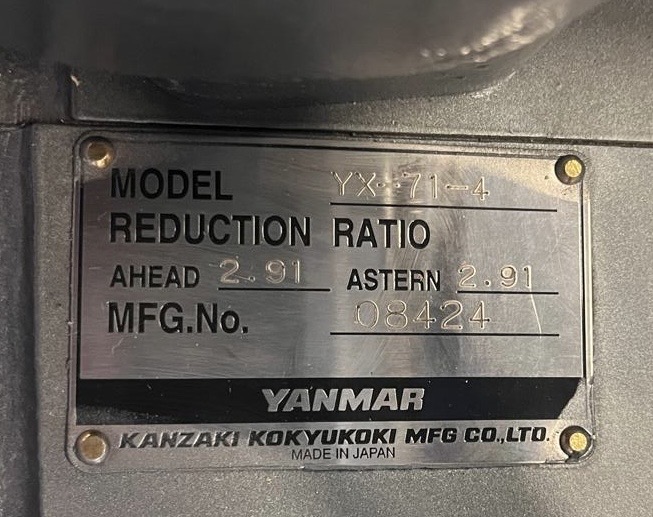 MODEL YX-71-4
REDUCTION RATIO
AHEAD 2.91 ASTERN 2.91
MFG.No. 08424
YANMAR
KANZAKI KOKYUKOKI MFG CO.,LTD.
MADE IN JAPAN